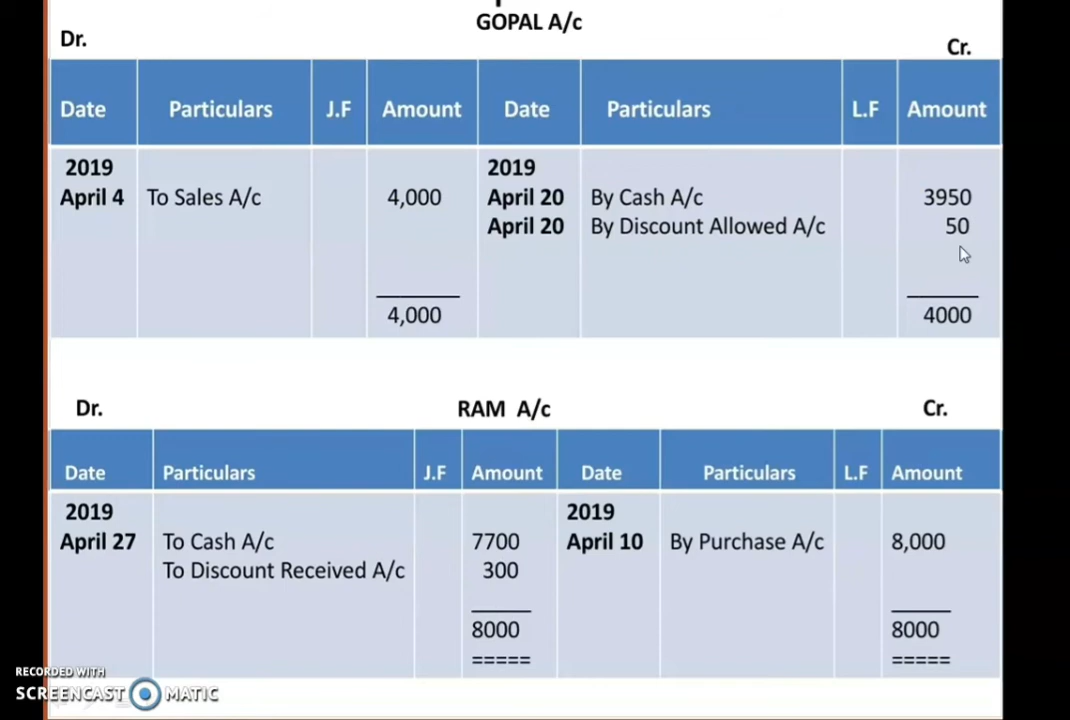 GOPAL A/c
Dr.
Cr.
Date Particulars J.F Amount Date Particulars L.F Amount
2019 2019
April 4 To Sales A/c 4,000 April 20 By Cash A/c 3950
April 20 By Discount Allowed A/c 50
4,000 4000
Dr. RAM A/c Cr.
Date Particulars J.F Amount Date Particulars L.F Amount
2019 2019
April 27 To Cash A/c 7700 April 10 By Purchase A/c 8,000
To Discount Received A/c 300
8000 8000
===== =====
RECORDED WITH
SCREENCAST MATIC